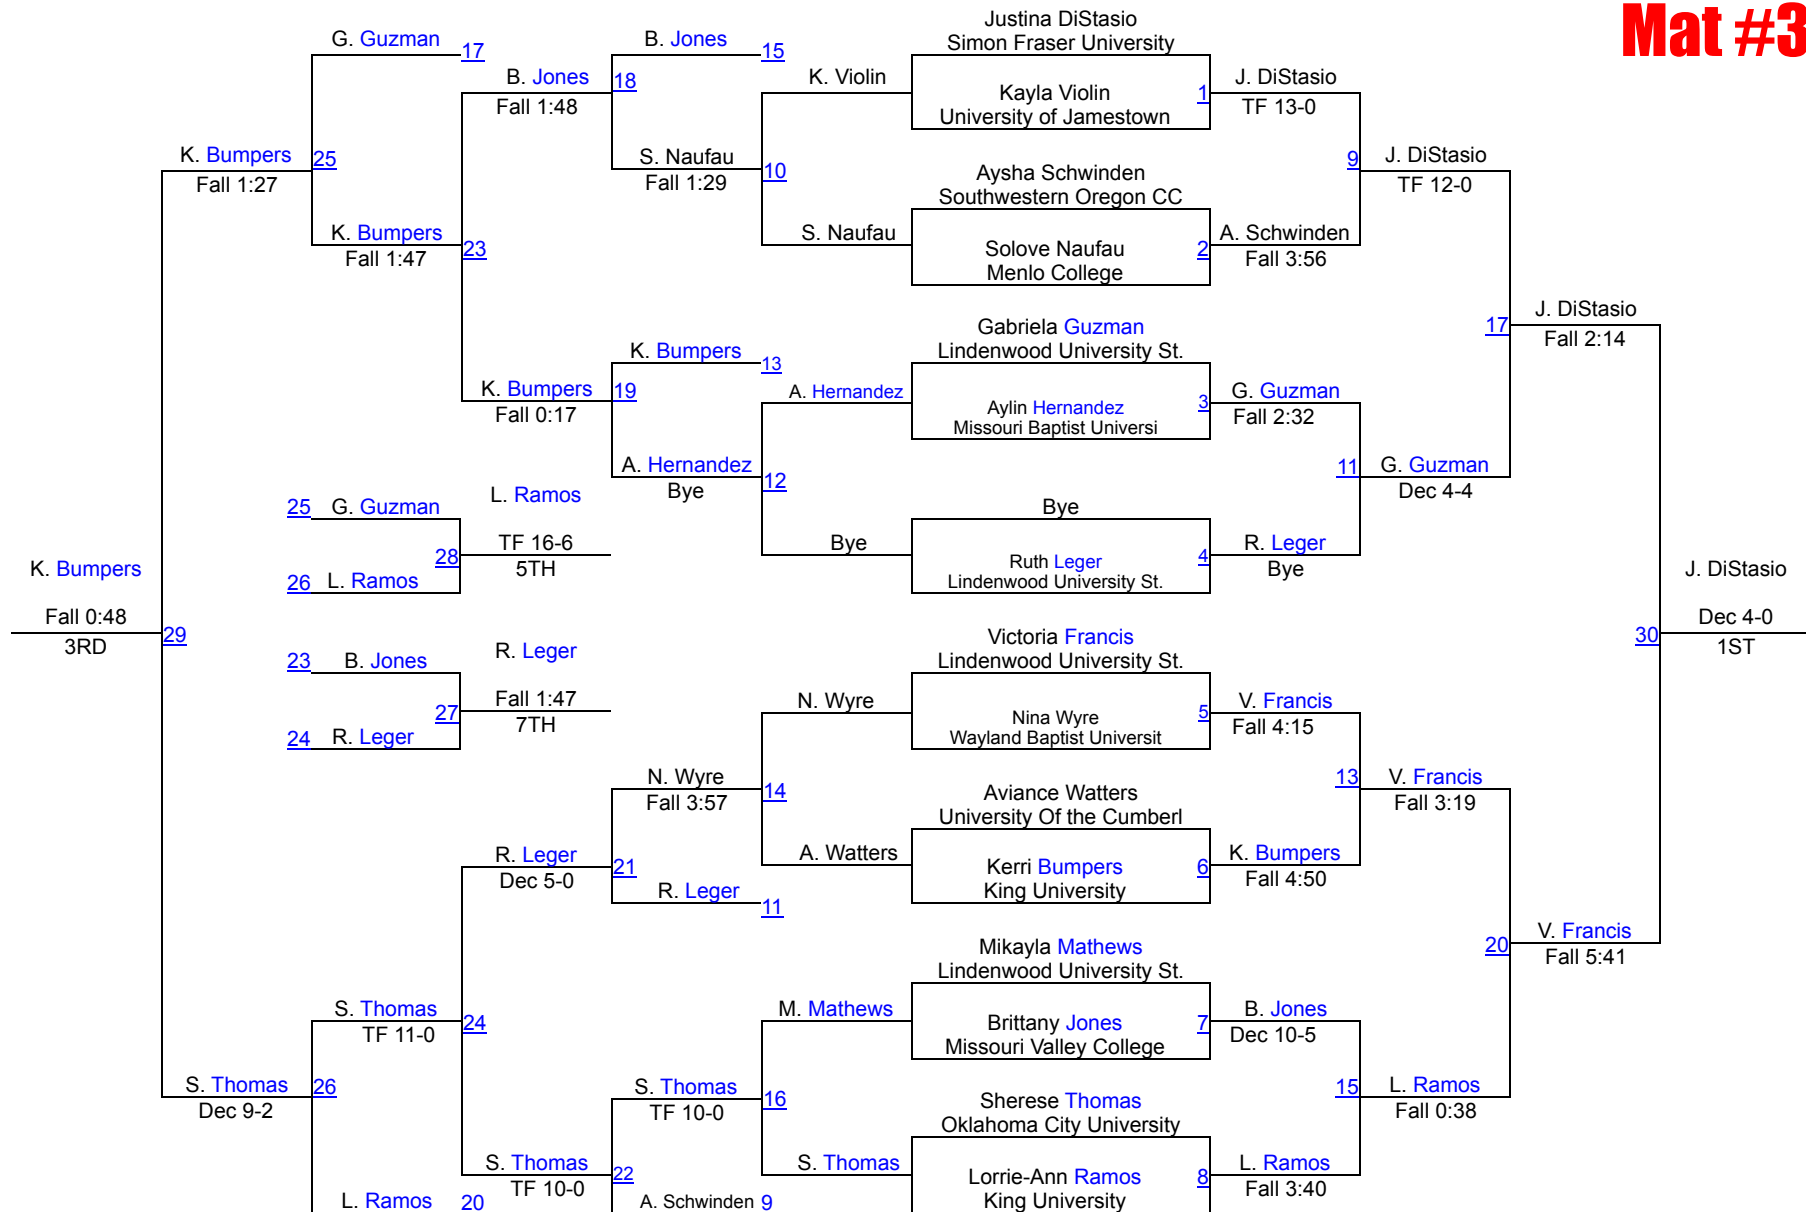 Mat #3
Justina DiStasio
G. Guzman
B. Jones
Simon Fraser University
17
15
B. Jones
18
K. Violin
J. DiStasio
Fall 1:48
Kayla Violin
1
TF 13-0
University of Jamestown
K. Bumpers
25
S. Naufau
9
J. DiStasio
Fall 1:27
Fall 1:29
10
Aysha Schwinden
TF 12-0
Southwestern Oregon CC
K. Bumpers
S. Naufau
A. Schwinden
Fall 1:47
23
Solove Naufau
2
Fall 3:56
Menlo College
J. DiStasio
Gabriela Guzman
17
Fall 2:14
K. Bumpers
Lindenwood University St.
13
K. Bumpers
19
A. Hernandez
G. Guzman
Fall 0:17
Aylin Hernandez
3
Fall 2:32
Missouri Baptist Universi
A. Hernandez
11
G. Guzman
Bye
12
Dec 4-4
L. Ramos
25
G. Guzman
Bye
TF 16-6
Bye
R. Leger
28
5TH
Ruth Leger
4
Bye
26
L. Ramos
Lindenwood University St.
K. Bumpers
J. DiStasio
Fall 0:48
Dec 4-0
29
Victoria Francis
30
3RD
1ST
R. Leger
23
B. Jones
Lindenwood University St.
Fall 1:47
N. Wyre
V. Francis
27
7TH
Nina Wyre
5
Fall 4:15
24
R. Leger
Wayland Baptist Universit
N. Wyre
13
V. Francis
Fall 3:57
14
Aviance Watters
Fall 3:19
University Of the Cumberl
R. Leger
A. Watters
K. Bumpers
Dec 5-0
21
Kerri Bumpers
6
Fall 4:50
R. Leger
King University
11
V. Francis
Mikayla Mathews
20
Fall 5:41
Lindenwood University St.
S. Thomas
M. Mathews
B. Jones
TF 11-0
24
Brittany Jones
7
Dec 10-5
Missouri Valley College
S. Thomas
26
S. Thomas
15
L. Ramos
Dec 9-2
TF 10-0
16
Sherese Thomas
Fall 0:38
Oklahoma City University
S. Thomas
S. Thomas
L. Ramos
TF 10-0
22
Lorrie-Ann Ramos
8
Fall 3:40
L. Ramos
20
A. Schwinden
9
King University